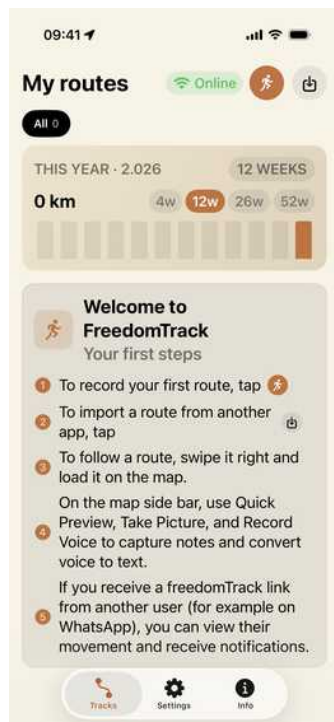 09:41
My routes
Online
All 0
THIS YEAR · 2.026
12 WEEKS
0 km
4w 12w 26w 52w
Welcome to
FreedomTrack
Your first steps
1 To record your first route, tap
2 To import a route from another
app, tap
3 To follow a route, swipe it right and
load it on the map.
4 On the map side bar, use Quick
Preview, Take Picture, and Record
Voice to capture notes and convert
voice to text.
5 If you receive a freedomTrack link
from another user (for example on
WhatsApp), you can view their
movement and receive notifications.
Tracks Settings Info